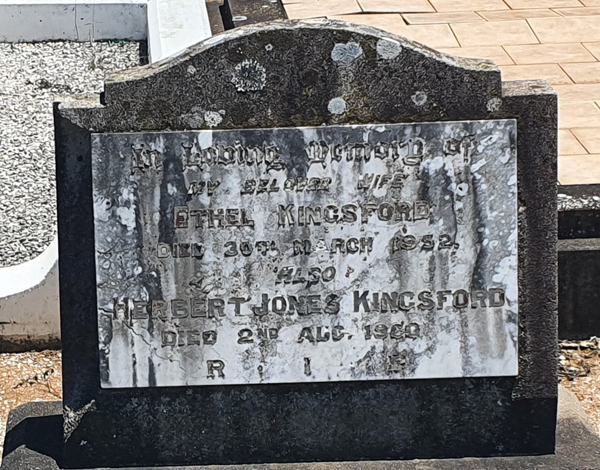 In Loving Memory of
MY BELOVED WIFE
ETHEL KINGSFORD
DIED 30TH MARCH 1952.
ALSO
HERBERT JONES KINGSFORD
DIED 2ND AUG. 1960
R. I. P.